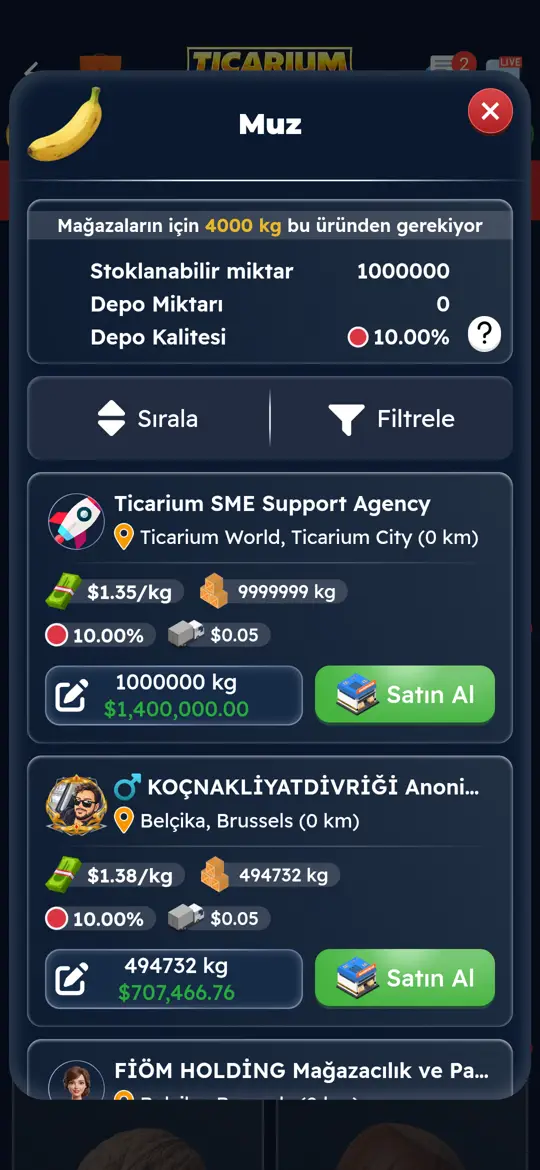 TICARIUM
2
LIVE
Muz
Mağazaların için 4000 kg bu üründen gerekiyor
Stoklanabilir miktar 1000000
Depo Miktarı 0
Depo Kalitesi 10.00% ?
Sırala Filtrele
Ticarium SME Support Agency
Ticarium World, Ticarium City (0 km)
$1.35/kg 9999999 kg
10.00% $0.05
1000000 kg
$1,400,000.00
Satın Al
KOÇNAKLİYATDİVRİĞİ Anoni...
Belçika, Brussels (0 km)
$1.38/kg 494732 kg
10.00% $0.05
494732 kg
$707,466.76
Satın Al
FİÖM HOLDİNG Mağazacılık ve Pa...